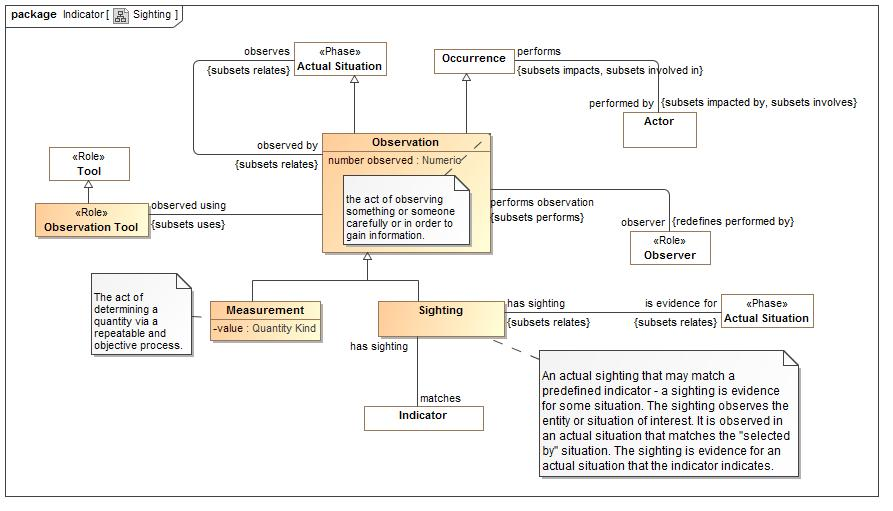 package Indicator [ Sighting ]
observes
«Phase»
Actual Situation
{subsets relates}
Occurrence
performs
{subsets impacts, subsets involved in}
performed by
{subsets impacted by, subsets involves}
Actor
observed by
{subsets relates}
Observation
number observed : Numeric
the act of observing
something or someone
carefully or in order to
gain information.
«Role»
Tool
«Role»
Observation Tool
observed using
{subsets uses}
performs observation
{subsets performs}
observer
{redefines performed by}
«Role»
Observer
The act of
determining a
quantity via a
repeatable and
objective process.
Measurement
-value : Quantity Kind
Sighting
has sighting
{subsets relates}
is evidence for
{subsets relates}
«Phase»
Actual Situation
has sighting
matches
Indicator
An actual sighting that may match a
predefined indicator - a sighting is evidence
for some situation. The sighting observes the
entity or situation of interest. It is observed in
an actual situation that matches the "selected
by" situation. The sighting is evidence for an
actual situation that the indicator indicates.